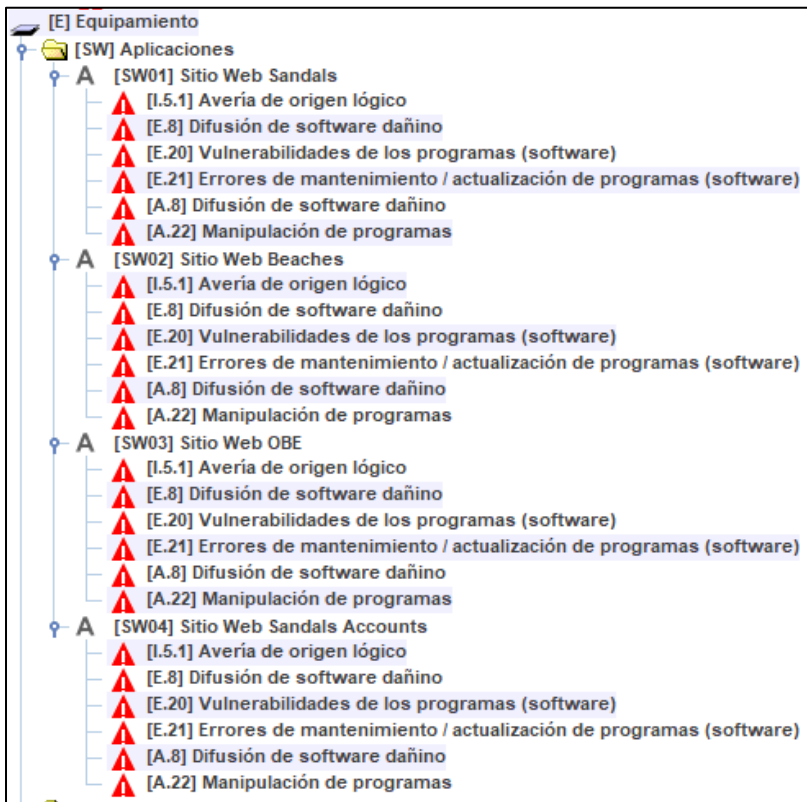 [E] Equipamiento
[SW] Aplicaciones
A [SW01] Sitio Web Sandals
[I.5.1] Avería de origen lógico
[E.8] Difusión de software dañino
[E.20] Vulnerabilidades de los programas (software)
[E.21] Errores de mantenimiento / actualización de programas (software)
[A.8] Difusión de software dañino
[A.22] Manipulación de programas
A [SW02] Sitio Web Beaches
[I.5.1] Avería de origen lógico
[E.8] Difusión de software dañino
[E.20] Vulnerabilidades de los programas (software)
[E.21] Errores de mantenimiento / actualización de programas (software)
[A.8] Difusión de software dañino
[A.22] Manipulación de programas
A [SW03] Sitio Web OBE
[I.5.1] Avería de origen lógico
[E.8] Difusión de software dañino
[E.20] Vulnerabilidades de los programas (software)
[E.21] Errores de mantenimiento / actualización de programas (software)
[A.8] Difusión de software dañino
[A.22] Manipulación de programas
A [SW04] Sitio Web Sandals Accounts
[I.5.1] Avería de origen lógico
[E.8] Difusión de software dañino
[E.20] Vulnerabilidades de los programas (software)
[E.21] Errores de mantenimiento / actualización de programas (software)
[A.8] Difusión de software dañino
[A.22] Manipulación de programas